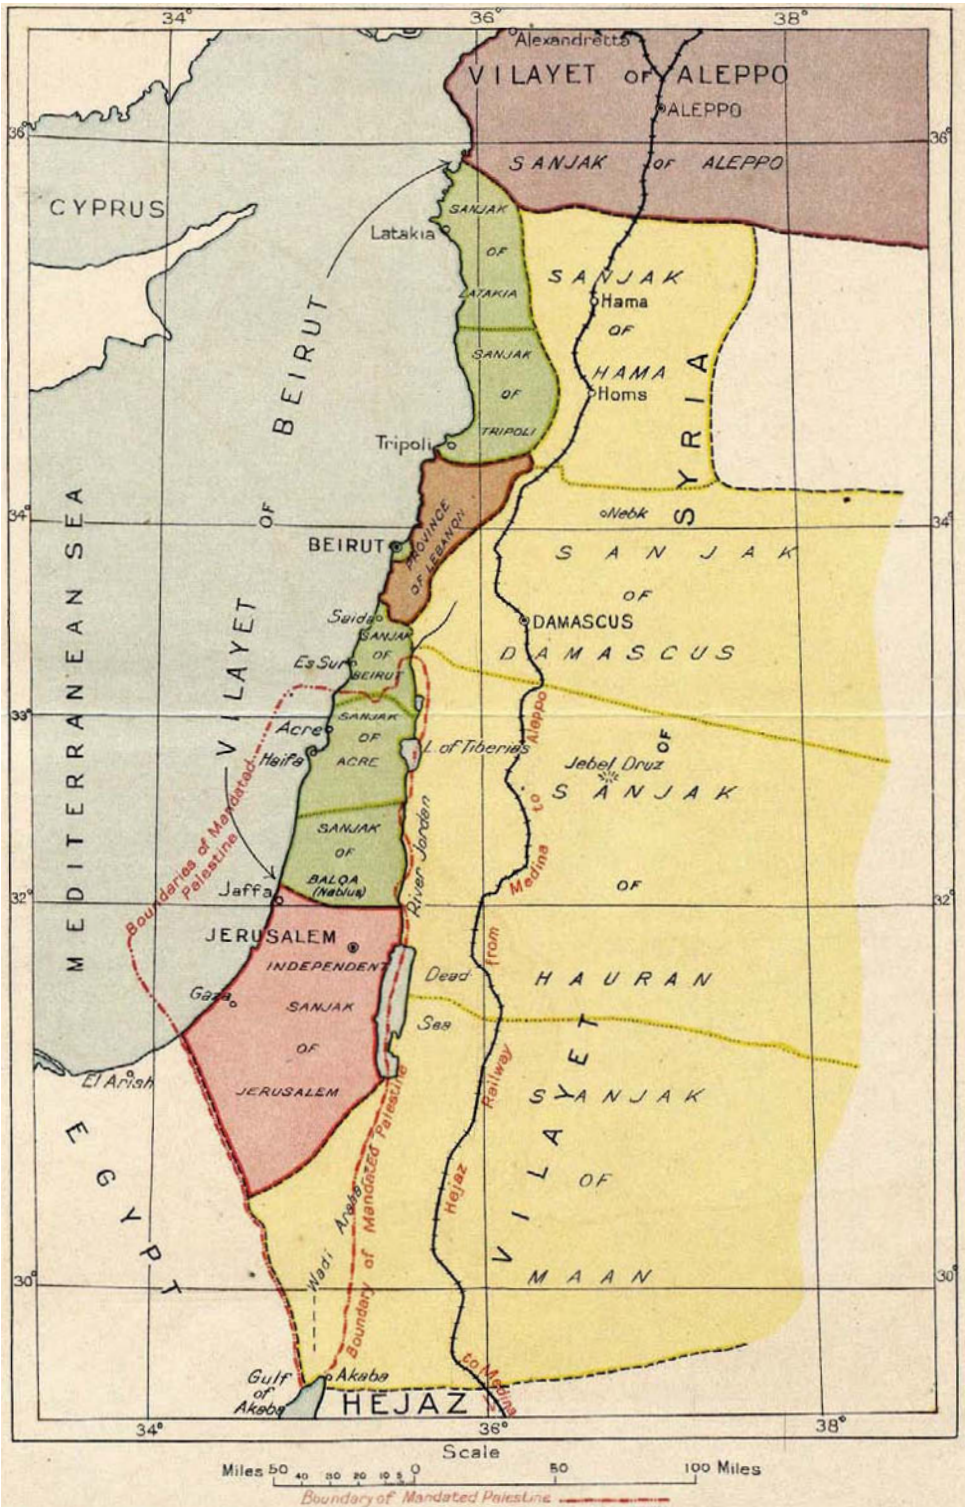 34°
36°
38°
Alexandretta
VILAYET OF ALEPPO
ALEPPO
36°
36°
SANJAK OF ALEPPO
CYPRUS
SANJAK
OF
LATAKIA
Latakia
SANJAK
OF
HAMA
Hama
Homs
SANJAK
OF
TRIPOLI
Tripoli
VILAYET OF BEIRUT
VILAYET OF SYRIA
MEDITERRANEAN SEA
34°
34°
Nebk
BEIRUT
PROVINCE
OF LEBANON
SANJAK
OF
DAMASCUS
DAMASCUS
Saida
SANJAK
OF
BEIRUT
Es Sur
33°
33°
SANJAK
OF
ACRE
Acre
Haifa
L. of Tiberias
Jebel Druz
Boundaries of Mandated
Palestine
SANJAK
OF
HAURAN
SANJAK
OF
BALQA
(Nablus)
River Jordan
Hejaz Railway from Medina to Aleppo
32°
32°
Jaffa
JERUSALEM
INDEPENDENT
SANJAK
OF
JERUSALEM
Gaza
Dead
Sea
El Arish
EGYPT
SANJAK
OF
MAAN
Wadi Araba
Boundary of Mandated Palestine
30°
30°
Gulf
of
Akaba
Akaba
HEJAZ
to Medina
34°
36°
38°
Scale
Miles 50 40 30 20 10 5 0 50 100 Miles
Boundary of Mandated Palestine